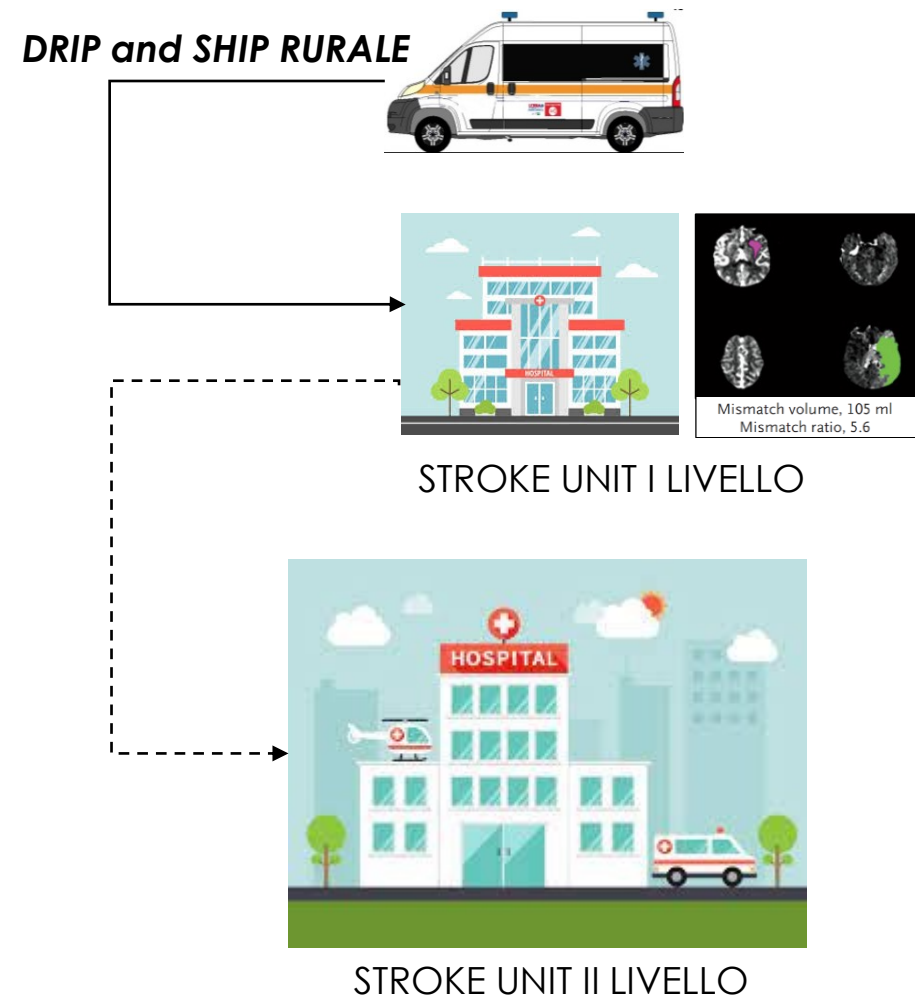 DRIP and SHIP RURALE
HOSPITAL
Mismatch volume, 105 ml
Mismatch ratio, 5.6
STROKE UNIT I LIVELLO
HOSPITAL
STROKE UNIT II LIVELLO